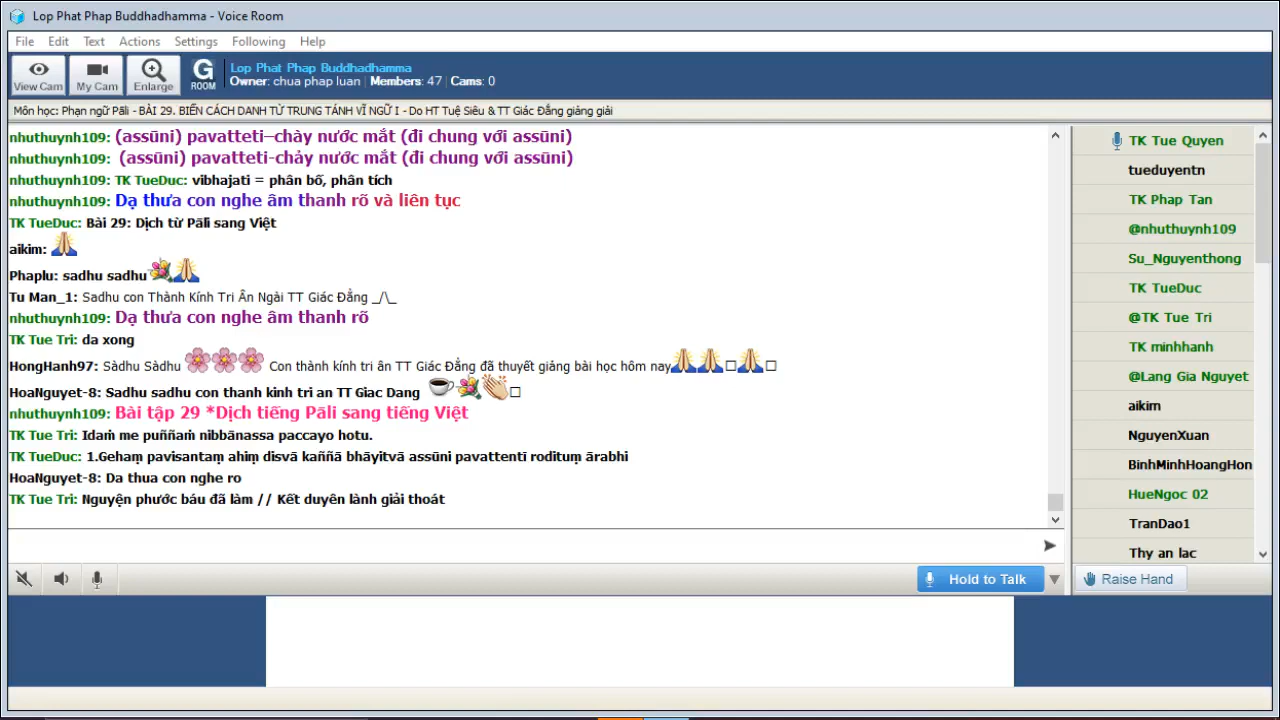 Lop Phat Phap Buddhadhamma - Voice Room
File Edit Text Actions Settings Following Help
View Cam My Cam Enlarge G ROOM
Lop Phat Phap Buddhadhamma
Owner: chua phap luan | Members: 47 | Cams: 0
Môn học: Phạn ngữ Pāli - BÀI 29. BIẾN CÁCH DANH TỪ TRUNG TÁNH VĨ NGỮ I - Do HT Tuệ Siêu & TT Giác Đẳng giảng giải
nhuthuynh109: (assūni) pavatteti–chảy nước mắt (đi chung với assūni)
nhuthuynh109: (assūni) pavatteti-chảy nước mắt (đi chung với assūni)
nhuthuynh109: TK TueDuc: vibhajati = phân bố, phân tích
nhuthuynh109: Dạ thưa con nghe âm thanh rõ và liên tục
TK TueDuc: Bài 29: Dịch từ Pāli sang Việt
aikim:
Phaplu: sadhu sadhu
Tu Man_1: Sadhu con Thành Kính Tri Ân Ngài TT Giác Đẳng _/\_
nhuthuynh109: Dạ thưa con nghe âm thanh rõ
TK Tue Tri: da xong
HongHanh97: Sàdhu Sàdhu Con thành kính tri ân TT Giác Đẳng đã thuyết giảng bài học hôm nay
HoaNguyet-8: Sadhu sadhu con thanh kinh tri an TT Giac Dang
nhuthuynh109: Bài tập 29 *Dịch tiếng Pāli sang tiếng Việt
TK Tue Tri: Idaṁ me puññaṁ nibbānassa paccayo hotu.
TK TueDuc: 1.Gehaṃ pavisantaṃ ahiṃ disvā kaññā bhāyitvā assūni pavattentī rodituṃ ārabhi
HoaNguyet-8: Da thua con nghe ro
TK Tue Tri: Nguyện phước báu đã làm // Kết duyên lành giải thoát
Hold to Talk
TK Tue Quyen
tueduyentn
TK Phap Tan
@nhuthuynh109
Su_Nguyenthong
TK TueDuc
@TK Tue Tri
TK minhhanh
@Lang Gia Nguyet
aikim
NguyenXuan
BinhMinhHoangHon
HueNgoc 02
TranDao1
Thy an lac
Raise Hand